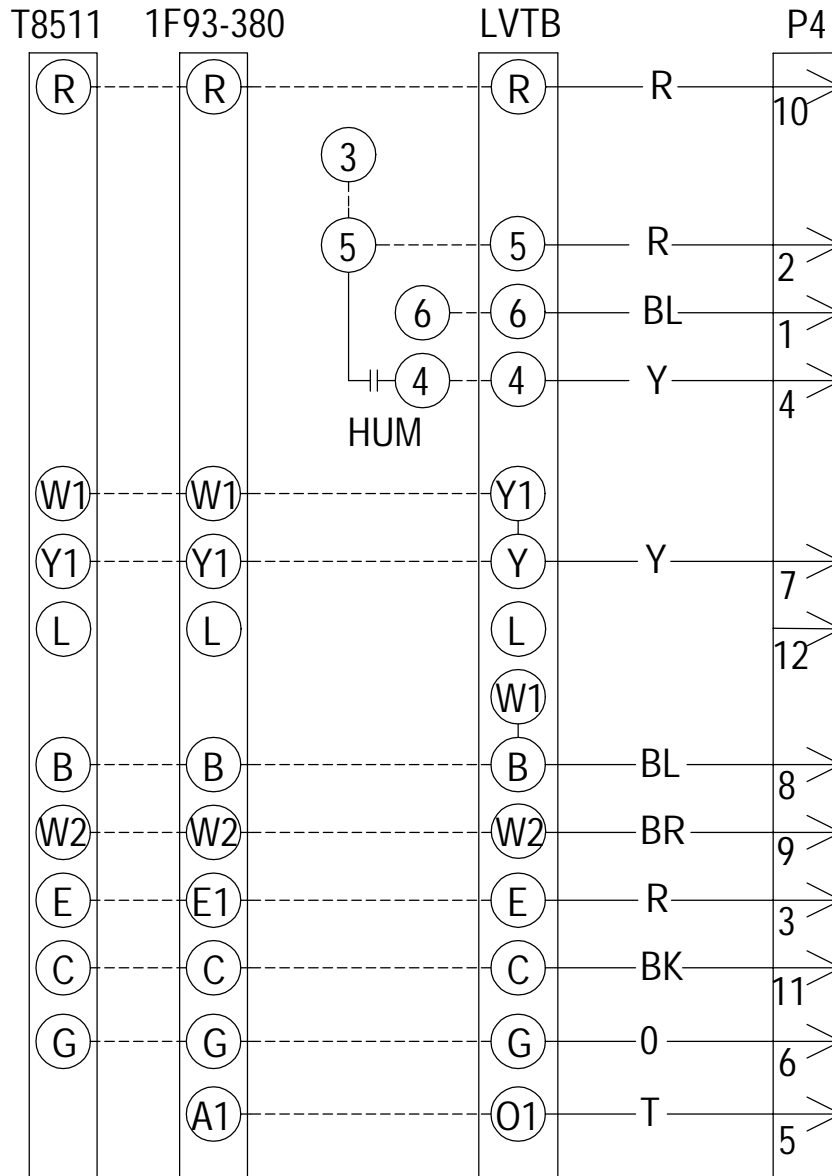 T8511 1F93-380 LVTB P4
R R R R 10
3
5 5 R 2
6 6 BL 1
4 4 Y 4
HUM
W1 W1 Y1
Y1 Y1 Y Y 7
L L L 12
W1
B B B BL 8
W2 W2 W2 BR 9
E E1 E R 3
C C C BK 11
G G G 0 6
A1 O1 T 5